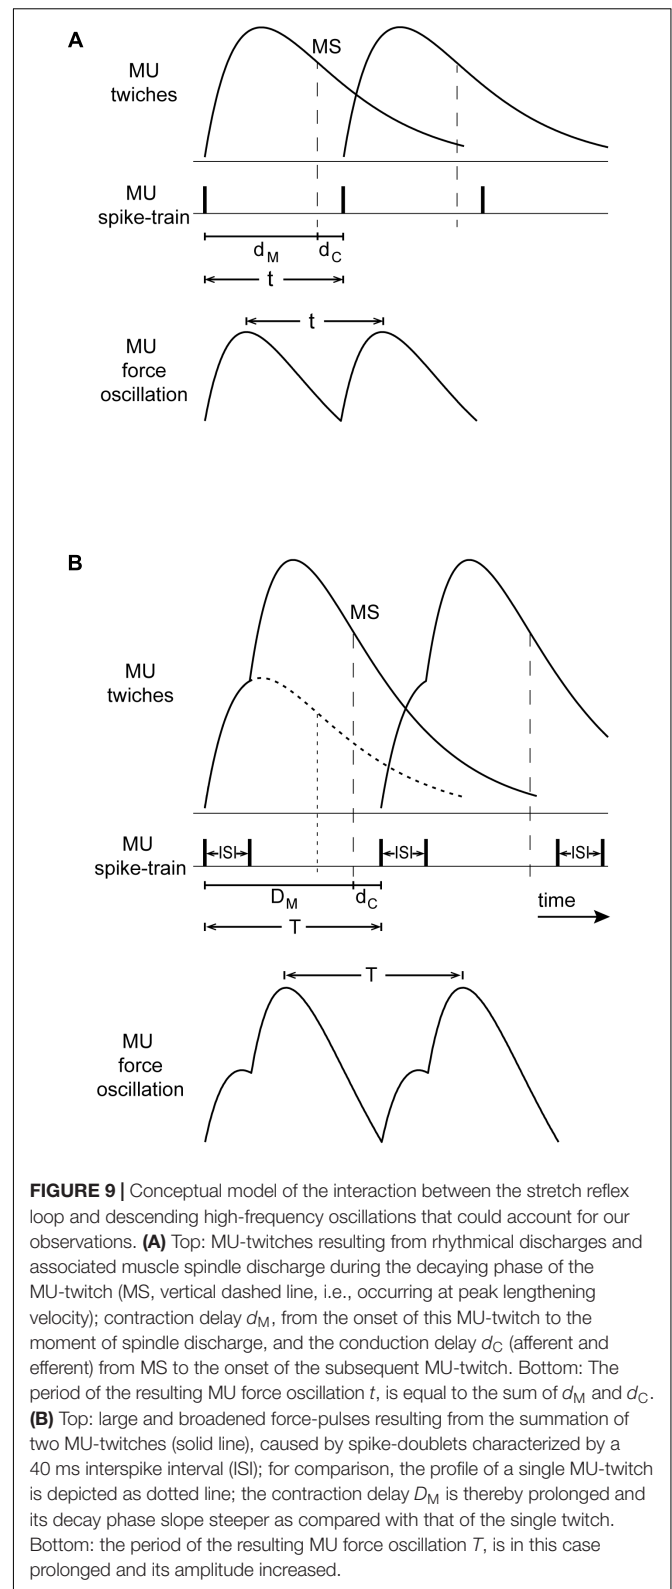 A
MS
MU
twiches
MU
spike-train
d M
d C
t
t
MU
force
oscillation
B
MS
MU
twiches
MU
spike-train
ISI
ISI
ISI
D M
d C
time
T
T
MU
force
oscillation
FIGURE 9 | Conceptual model of the interaction between the stretch reflex
loop and descending high-frequency oscillations that could account for our
observations. (A) Top: MU-twitches resulting from rhythmical discharges and
associated muscle spindle discharge during the decaying phase of the
MU-twitch (MS, vertical dashed line, i.e., occurring at peak lengthening
velocity); contraction delay dM, from the onset of this MU-twitch to the
moment of spindle discharge, and the conduction delay dC (afferent and
efferent) from MS to the onset of the subsequent MU-twitch. Bottom: The
period of the resulting MU force oscillation t, is equal to the sum of dM and dC.
(B) Top: large and broadened force-pulses resulting from the summation of
two MU-twitches (solid line), caused by spike-doublets characterized by a
40 ms interspike interval (ISI); for comparison, the profile of a single MU-twitch
is depicted as dotted line; the contraction delay DM is thereby prolonged and
its decay phase slope steeper as compared with that of the single twitch.
Bottom: the period of the resulting MU force oscillation T, is in this case
prolonged and its amplitude increased.